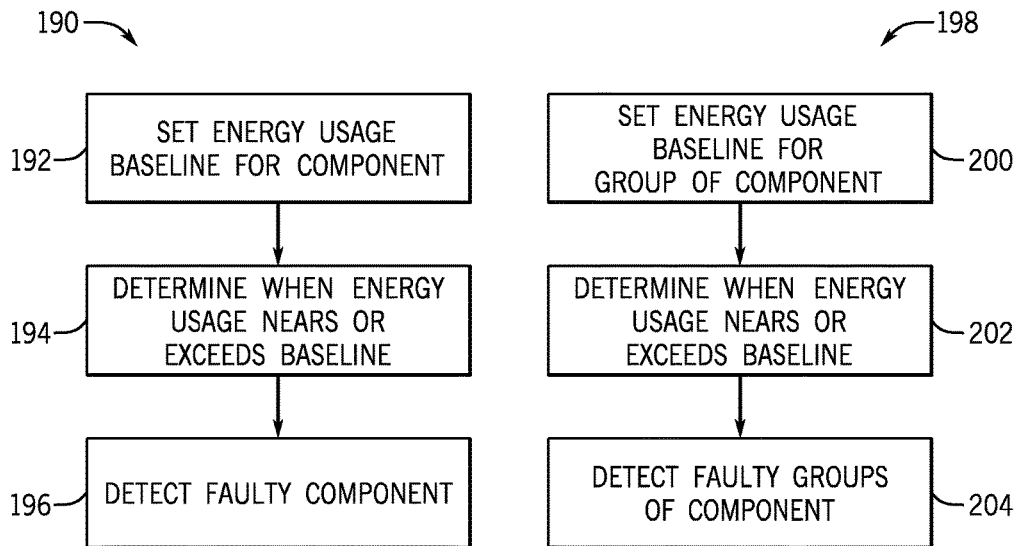 190
198
192
SET ENERGY USAGE
BASELINE FOR COMPONENT
SET ENERGY USAGE
BASELINE FOR
GROUP OF COMPONENT
200
194
DETERMINE WHEN ENERGY
USAGE NEARS OR
EXCEEDS BASELINE
DETERMINE WHEN ENERGY
USAGE NEARS OR
EXCEEDS BASELINE
202
196
DETECT FAULTY COMPONENT
DETECT FAULTY GROUPS
OF COMPONENT
204